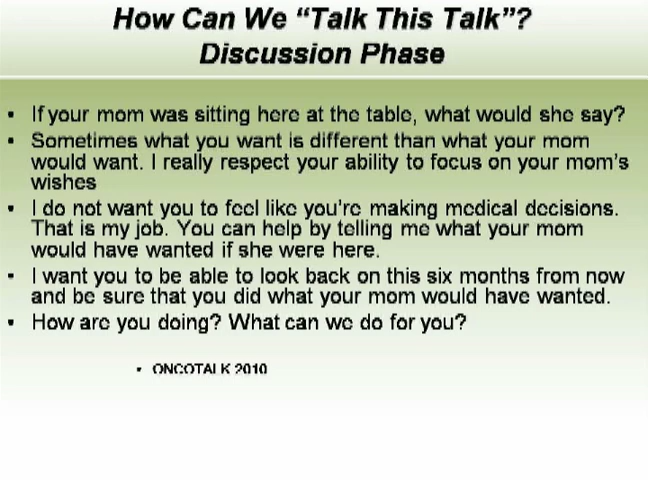 How Can We “Talk This Talk”?
Discussion Phase
• If your mom was sitting here at the table, what would she say?
• Sometimes what you want is different than what your mom
would want. I really respect your ability to focus on your mom’s
wishes
• I do not want you to feel like you’re making medical decisions.
That is my job. You can help by telling me what your mom
would have wanted if she were here.
• I want you to be able to look back on this six months from now
and be sure that you did what your mom would have wanted.
• How are you doing? What can we do for you?
• ONCOTALK 2010